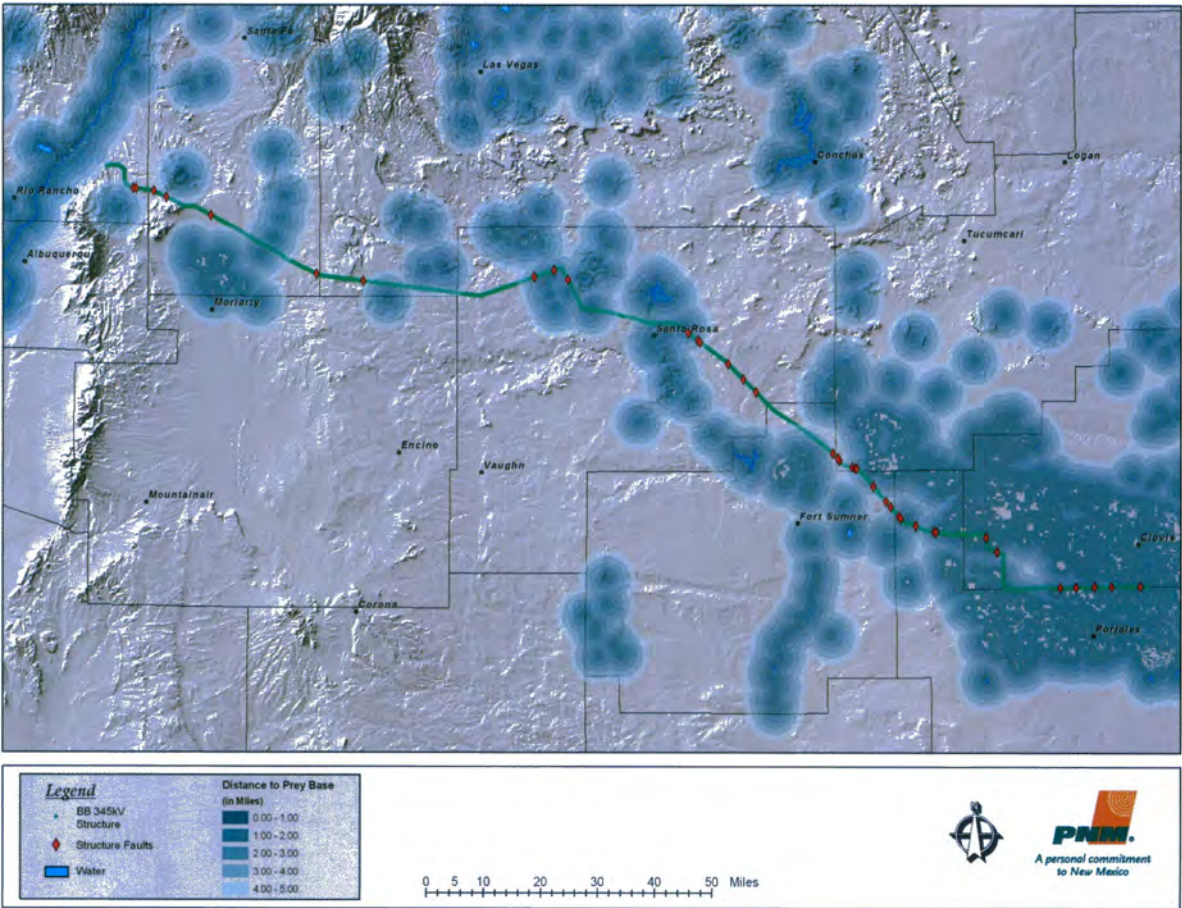 Santa Fe
Las Vegas
Conchas
Logan
Rio Rancho
Tucumcari
Albuquerqu
Moriarty
Santa Rosa
Encino
Vaughn
Mountainair
Fort Sumner
Clovis
Corona
Portales
Legend
BB 345kV
Structure
Structure Faults
Water
Distance to Prey Base
(in Miles)
0.00 - 1.00
1.00 - 2.00
2.00 - 3.00
3.00 - 4.00
4.00 - 5.00
0 5 10 20 30 40 50 Miles
PNM.
A personal commitment
to New Mexico